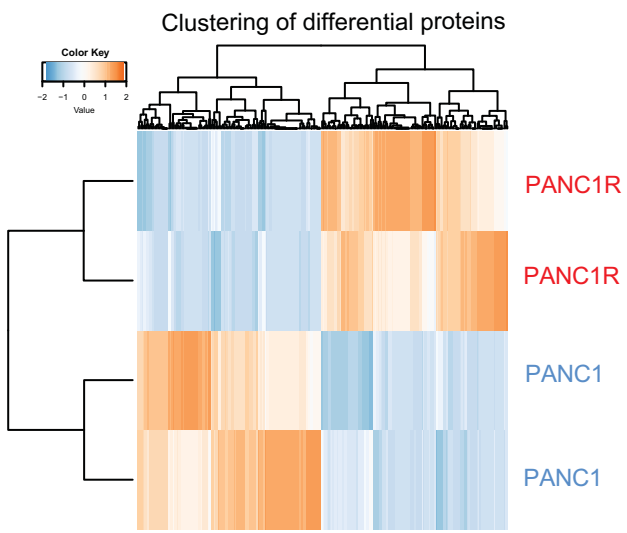 Clustering of differential proteins
Color Key
−2 −1 0 1 2
Value
PANC1R
PANC1R
PANC1
PANC1